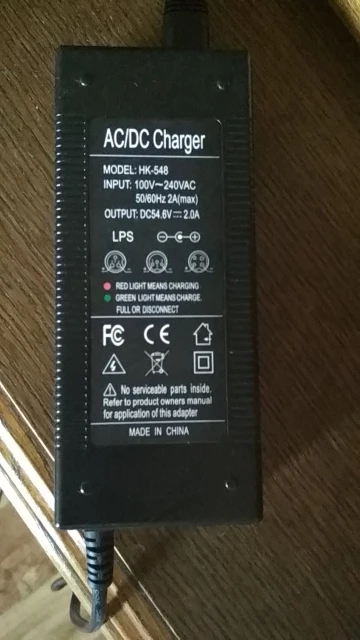 AC/DC Charger
MODEL: HK-548
INPUT: 100V～240VAC
50/60Hz 2A(max)
OUTPUT: DC54.6V⎓2.0A
LPS
RED LIGHT MEANS CHARGING
GREEN LIGHT MEANS CHARGE.
FULL OR DISCONNECT
FC CE
No serviceable parts inside.
Refer to product owners manual
for application of this adapter
MADE IN CHINA